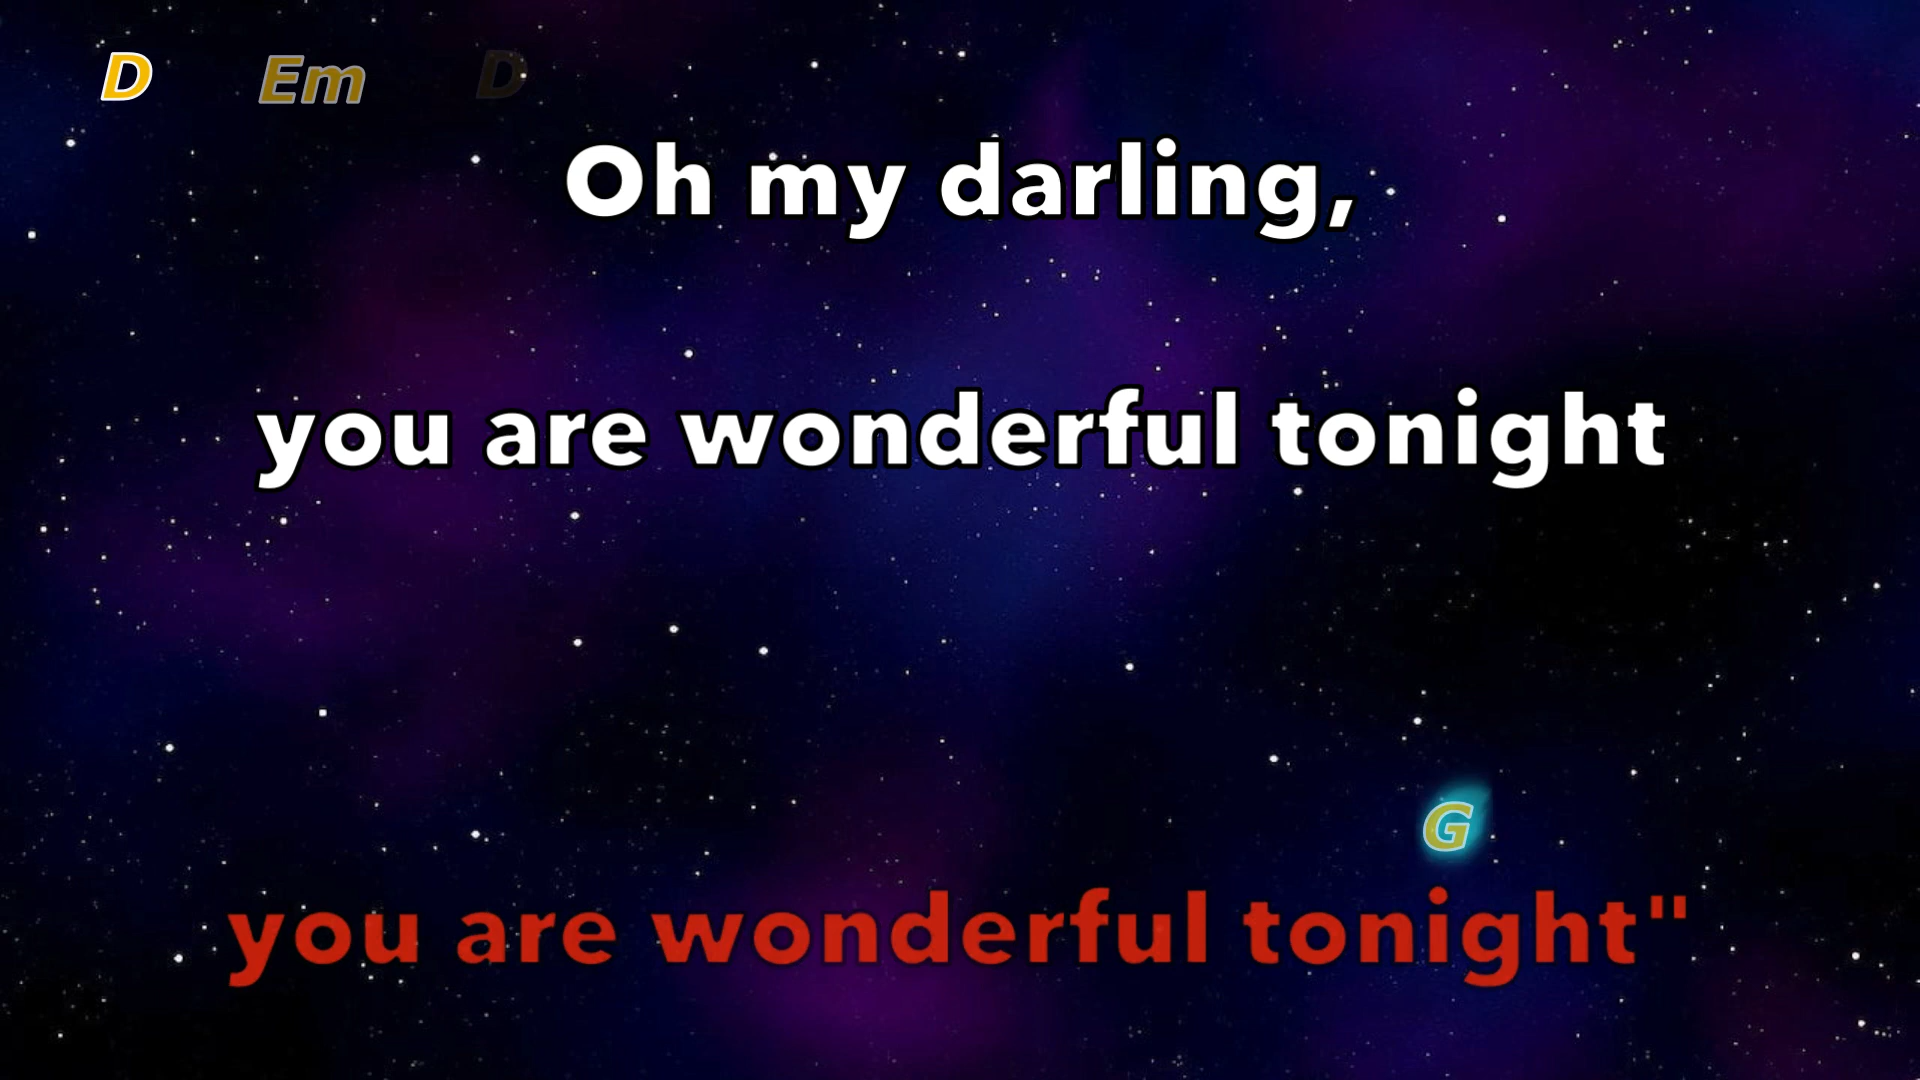 D Em D
Oh my darling,
you are wonderful tonight
G
you are wonderful tonight"